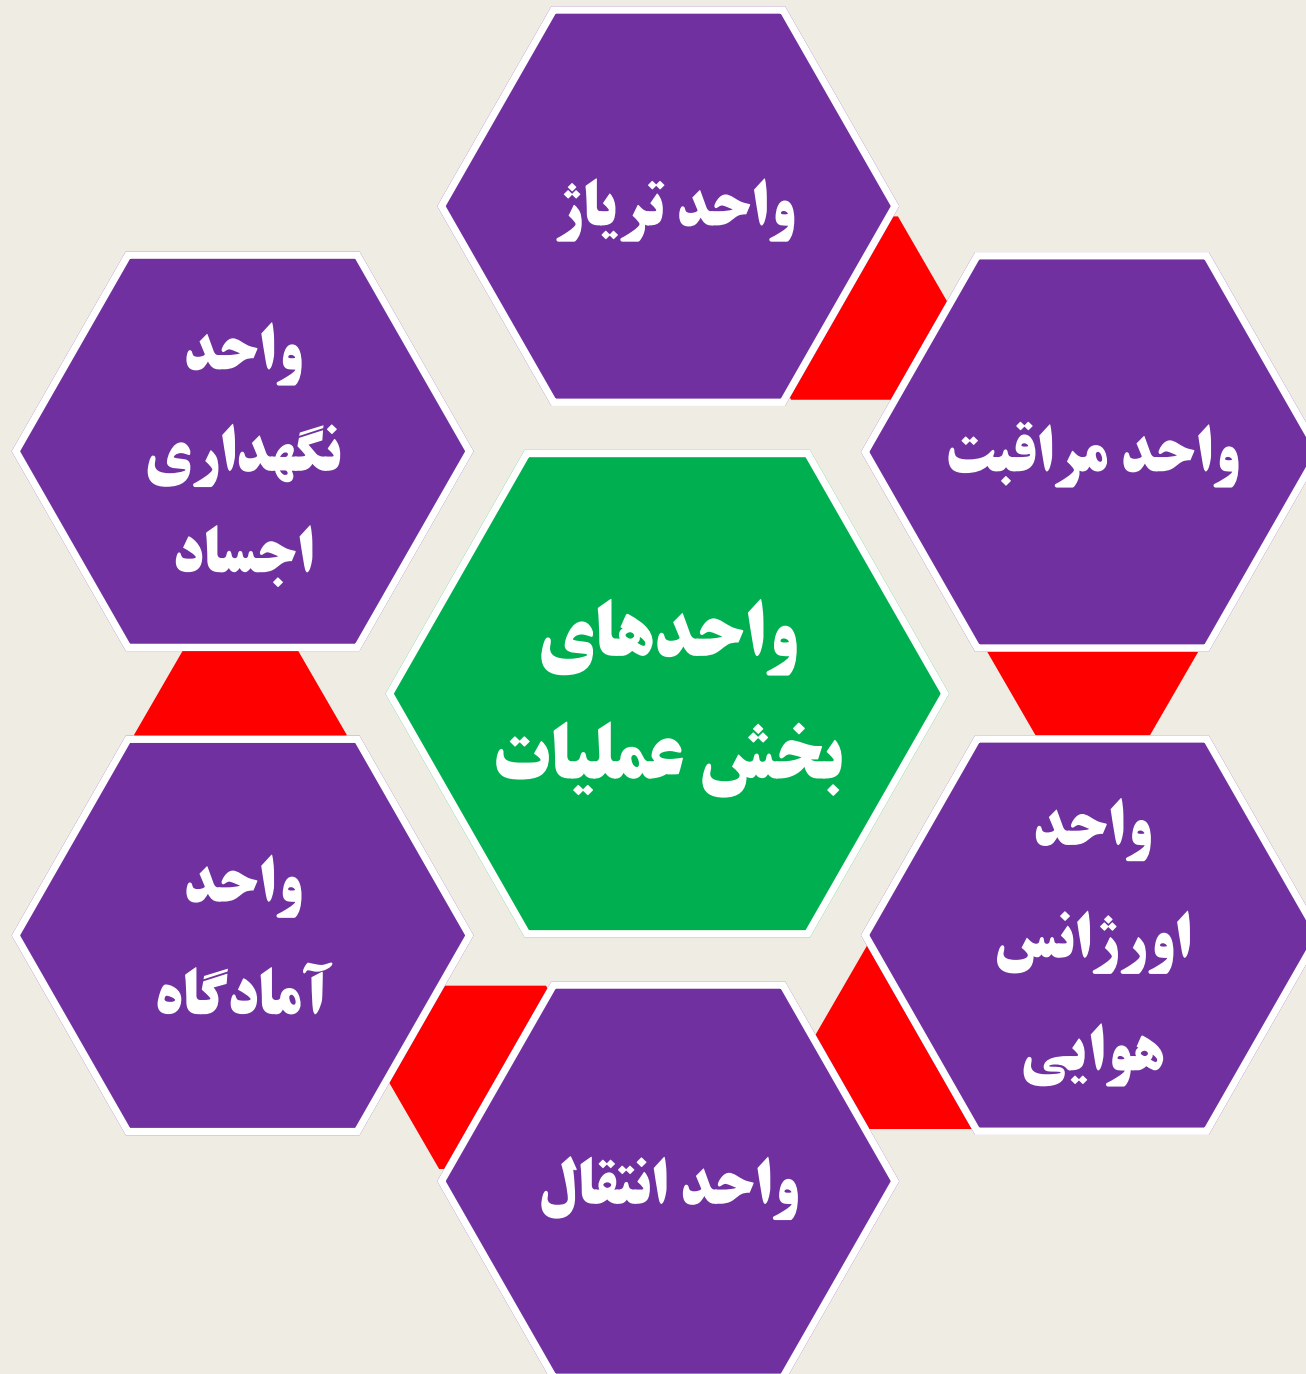 واحد تریاژ
واحد مراقبت
واحد
اورژانس
هوایی
واحد انتقال
واحد
آمادگاه
واحد
نگهداری
اجساد
واحدهای
بخش عملیات